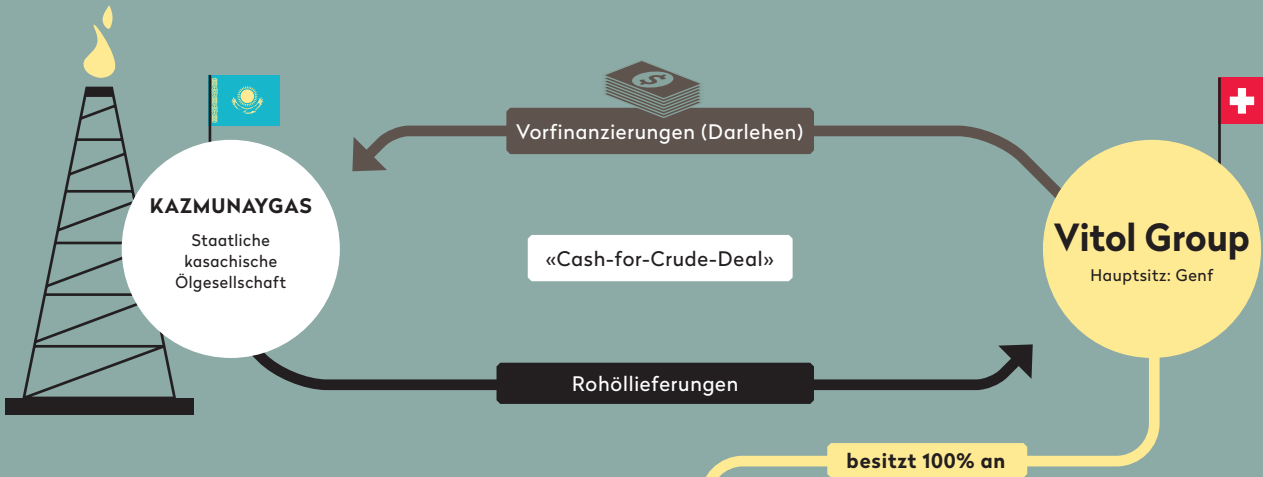 Vorfinanzierungen (Darlehen)
KAZMUNAYGAS
Staatliche
kasachische
Ölgesellschaft
«Cash-for-Crude-Deal»
Vitol Group
Hauptsitz: Genf
Rohöllieferungen
besitzt 100% an